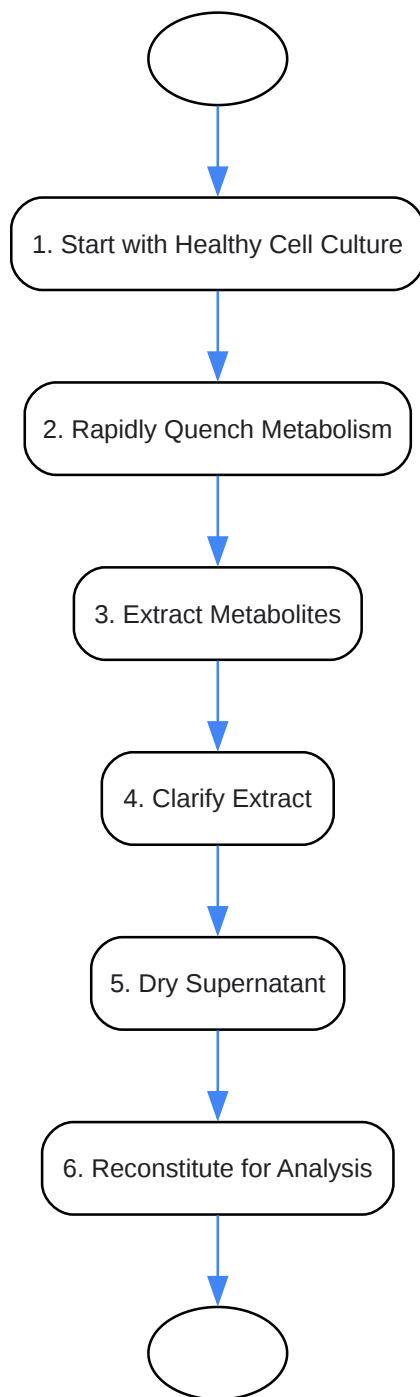 1. Start with Healthy Cell Culture
2. Rapidly Quench Metabolism
3. Extract Metabolites
4. Clarify Extract
5. Dry Supernatant
6. Reconstitute for Analysis